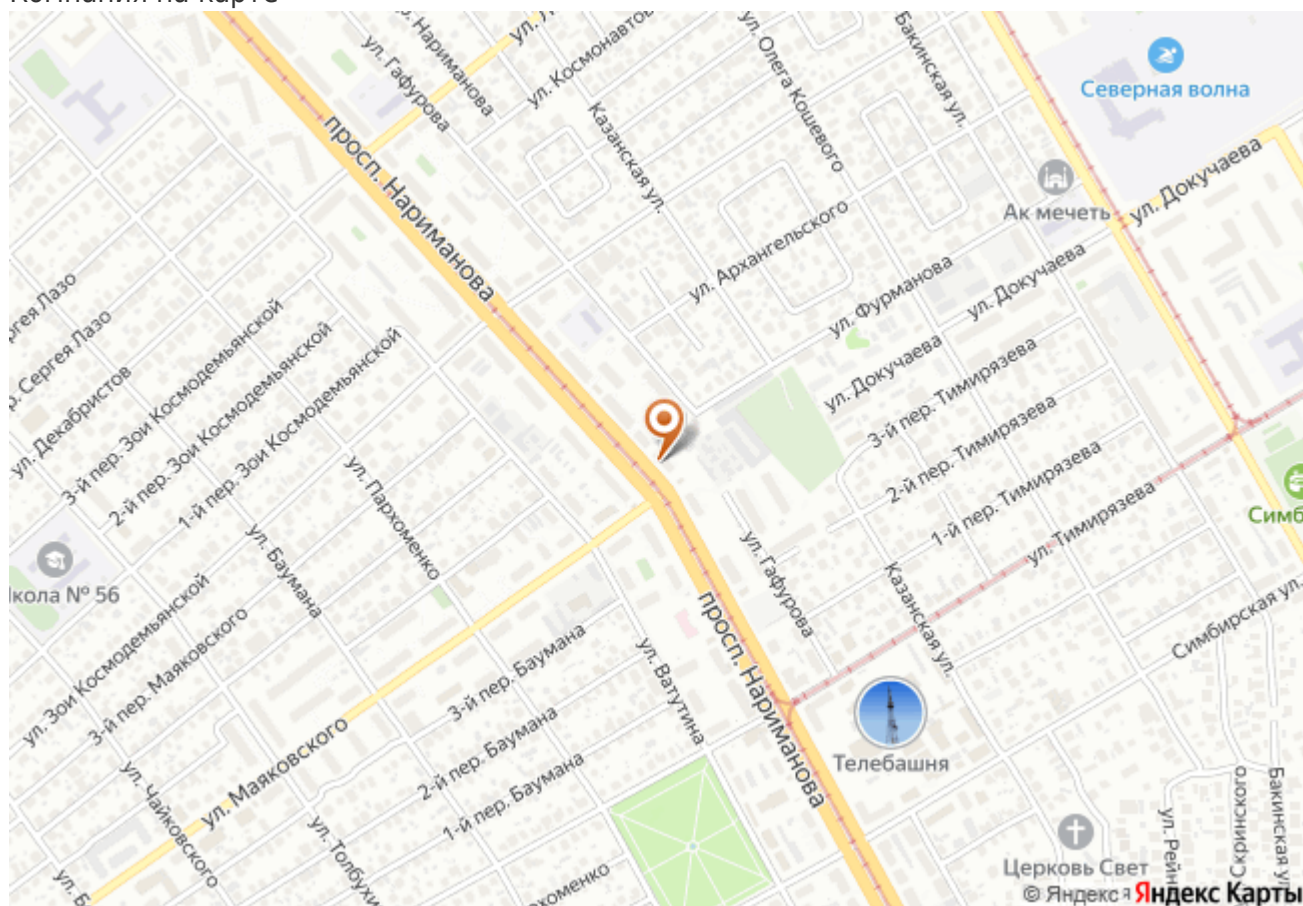 Компания на карте
ул. Нариманова
ул. Гафурова
ул. Космонавтов
ул. Олега Кошевого
Бакинская ул.
Северная волна
просп. Нариманова
Казанская ул.
Ак мечеть
ул. Докучаева
ул. Архангельского
ул. Фурманова
ул. Докучаева
Сергея Лазо
Сергея Лазо
ул. Декабристов
3-й пер. Зои Космодемьянской
2-й пер. Зои Космодемьянской
1-й пер. Зои Космодемьянской
ул. Докучаева
3-й пер. Тимирязева
2-й пер. Тимирязева
1-й пер. Тимирязева
ул. Тимирязева
Симб
ул. Пархоменко
ул. Баумана
кола № 56
ул. Гафурова
Казанская ул.
Симбирская ул.
ул. Зои Космодемьянской
3-й пер. Маяковского
просп. Нариманова
3-й пер. Баумана
2-й пер. Баумана
1-й пер. Баумана
ул. Ватутина
ул. Маяковского
Телебашня
ул. Чайковского
ул. Толбухи
ул. Б
рхоменко
Церковь Свет
ул. Рейн
Скринского
Бакинская ул.
© Яндекс Яндекс Карты